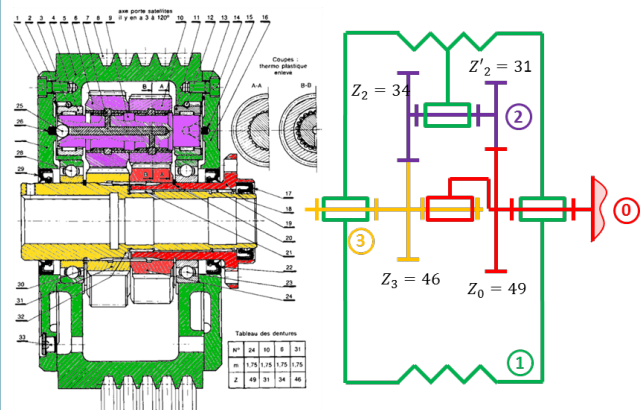 axe porte satellites
il y en a 3 à 120°
1 2 3 4 5 6 7 8 9 10 11 12 13 14 15 16
Coupes :
thermo plastique
enlevé
A-A B-B
B A
25
26
28
29
17
18
19
20
21
22
23
24
30
31
32
33
Tableau des dentures
N° 24 10 8 31
m 1,75 1,75 1,75 1,75
Z 49 31 34 46
Z₂ = 34
Z'₂ = 31
2
0
3
Z₃ = 46
Z₀ = 49
1